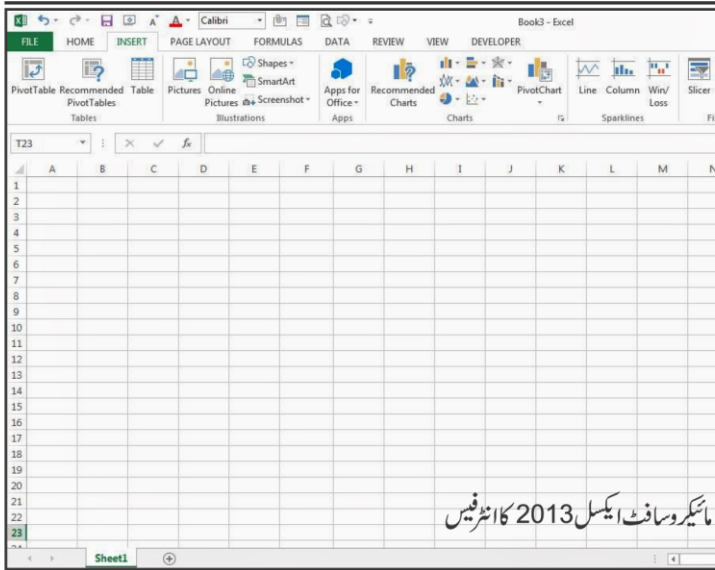 Calibri Book3 - Excel
FILE HOME INSERT PAGE LAYOUT FORMULAS DATA REVIEW VIEW DEVELOPER
PivotTable Recommended PivotTables Table
Tables
Pictures Online Pictures Shapes SmartArt Screenshot
Illustrations
Apps for Office
Apps
Recommended Charts
PivotChart
Charts
Line Column Win/Loss
Sparklines
Slicer
Fi
T23 fx
A B C D E F G H I J K L M N
1
2
3
4
5
6
7
8
9
10
11
12
13
14
15
16
17
18
19
20
21
22
23
مائیکروسافٹ ایکسل 2013 کا انٹرفیس
Sheet1